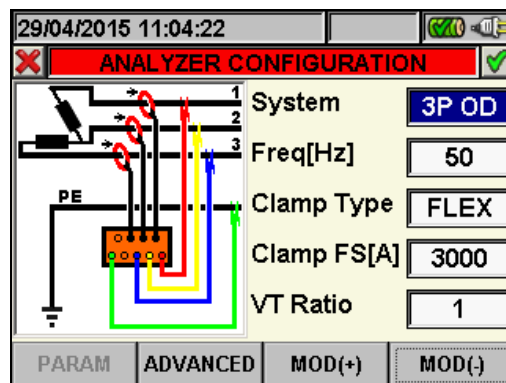 29/04/2015 11:04:22
ANALYZER CONFIGURATION
1
2
3
PE
System 3P OD
Freq[Hz] 50
Clamp Type FLEX
Clamp FS[A] 3000
VT Ratio 1
PARAM ADVANCED MOD(+) MOD(-)